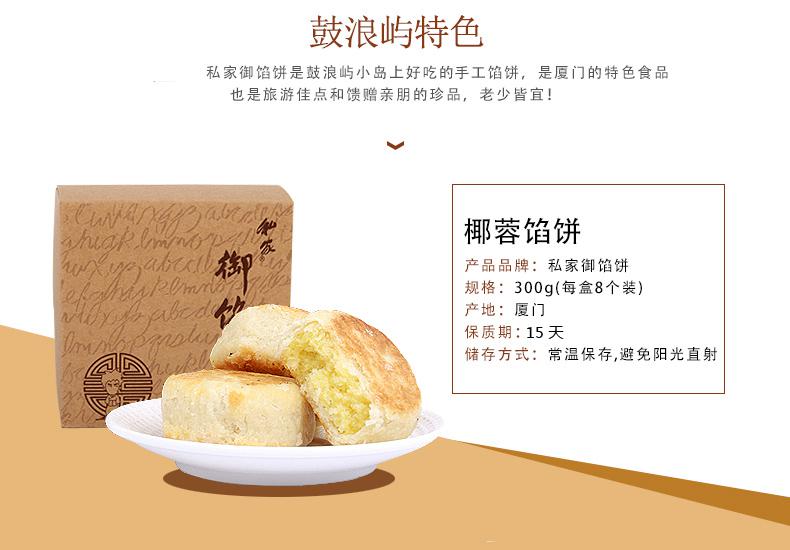 鼓浪屿特色
私家御馅饼是鼓浪屿小岛上好吃的手工馅饼，是厦门的特色食品
也是旅游佳点和馈赠亲朋的珍品，老少皆宜！
私家
御馅
椰蓉馅饼
产品品牌：私家御馅饼
规格：300g(每盒8个装)
产地：厦门
保质期：15天
储存方式：常温保存,避免阳光直射